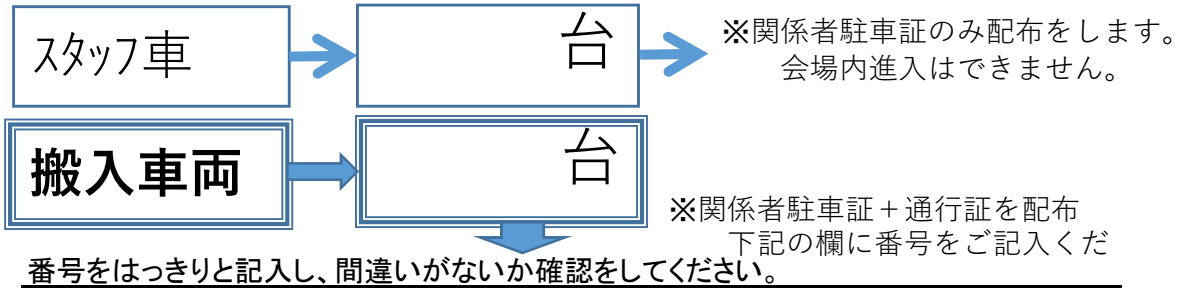 スタッフ車
台
※関係者駐車証のみ配布をします。
会場内進入はできません。
搬入車両
台
※関係者駐車証+通行証を配布
下記の欄に番号をご記入くだ
番号をはっきりと記入し、間違いがないか確認をしてください。